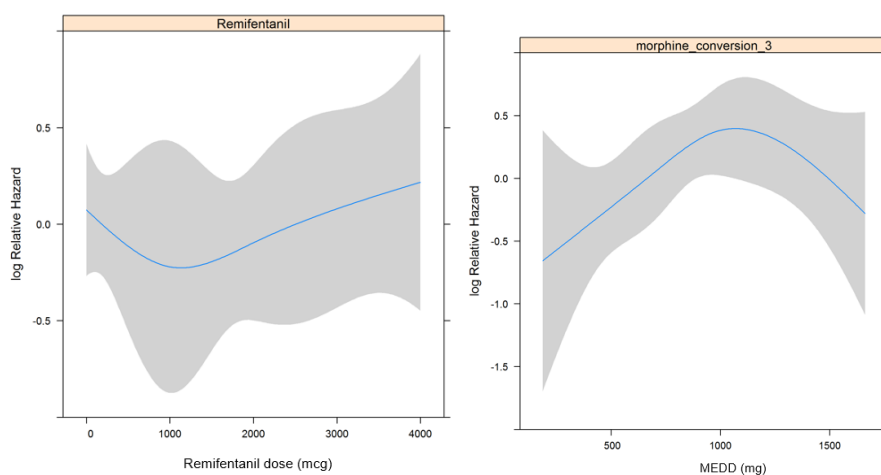 Remifentanil
log Relative Hazard
0.5
0.0
-0.5
0
1000
2000
3000
4000
Remifentanil dose (mcg)
morphine_conversion_3
log Relative Hazard
0.5
0.0
-0.5
-1.0
-1.5
500
1000
1500
MEDD (mg)